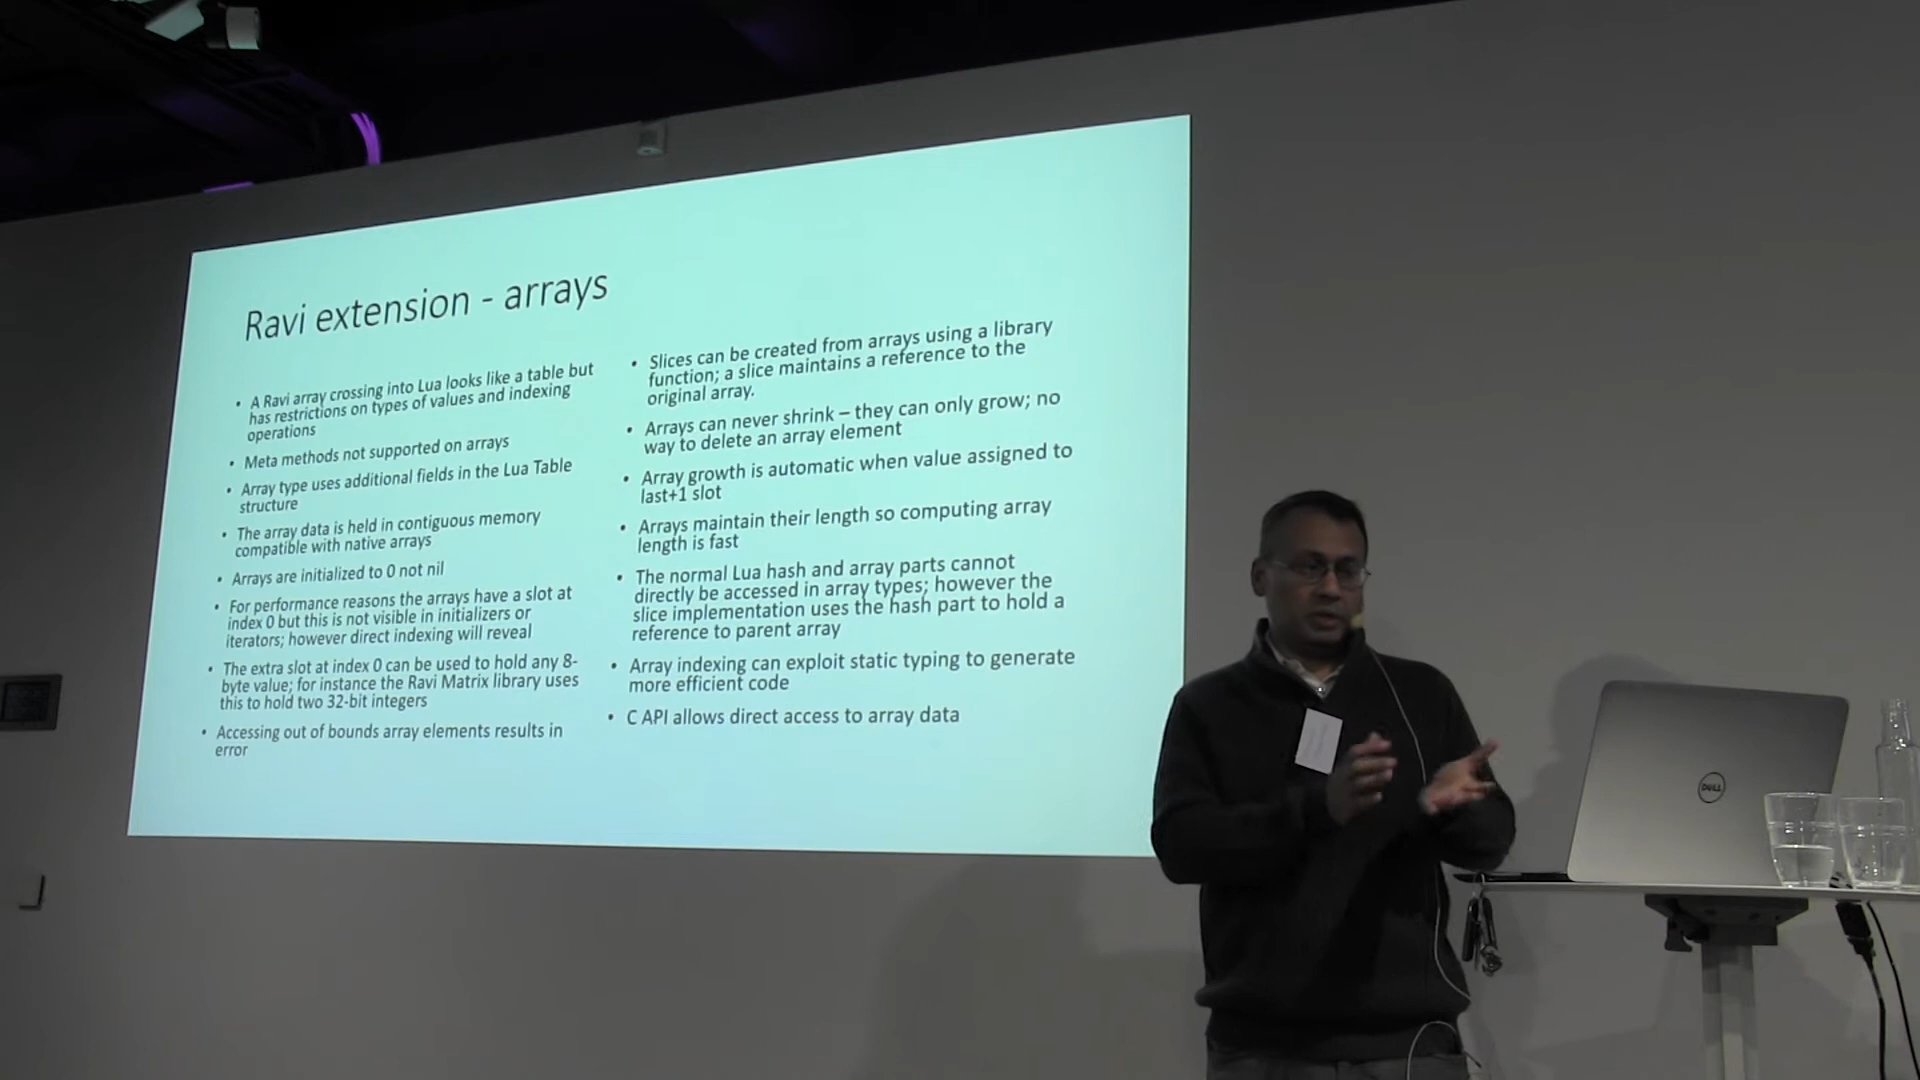 Ravi extension - arrays
• A Ravi array crossing into Lua looks like a table but
has restrictions on types of values and indexing
operations
• Meta methods not supported on arrays
• Array type uses additional fields in the Lua Table
structure
• The array data is held in contiguous memory
compatible with native arrays
• Arrays are initialized to 0 not nil
• For performance reasons the arrays have a slot at
index 0 but this is not visible in initializers or
iterators; however direct indexing will reveal
• The extra slot at index 0 can be used to hold any 8-
byte value; for instance the Ravi Matrix library uses
this to hold two 32-bit integers
• Accessing out of bounds array elements results in
error
• Slices can be created from arrays using a library
function; a slice maintains a reference to the
original array.
• Arrays can never shrink – they can only grow; no
way to delete an array element
• Array growth is automatic when value assigned to
last+1 slot
• Arrays maintain their length so computing array
length is fast
• The normal Lua hash and array parts cannot
directly be accessed in array types; however the
slice implementation uses the hash part to hold a
reference to parent array
• Array indexing can exploit static typing to generate
more efficient code
• C API allows direct access to array data
DELL